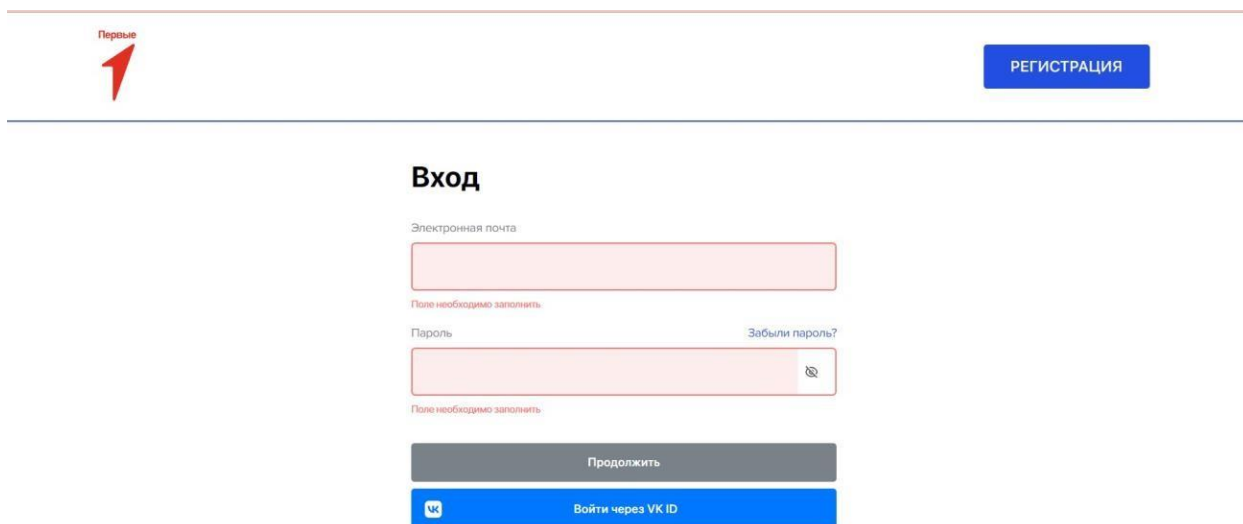 Первые
РЕГИСТРАЦИЯ
Вход
Электронная почта
Поле необходимо заполнить
Пароль
Забыли пароль?
Поле необходимо заполнить
Продолжить
Войти через VK ID